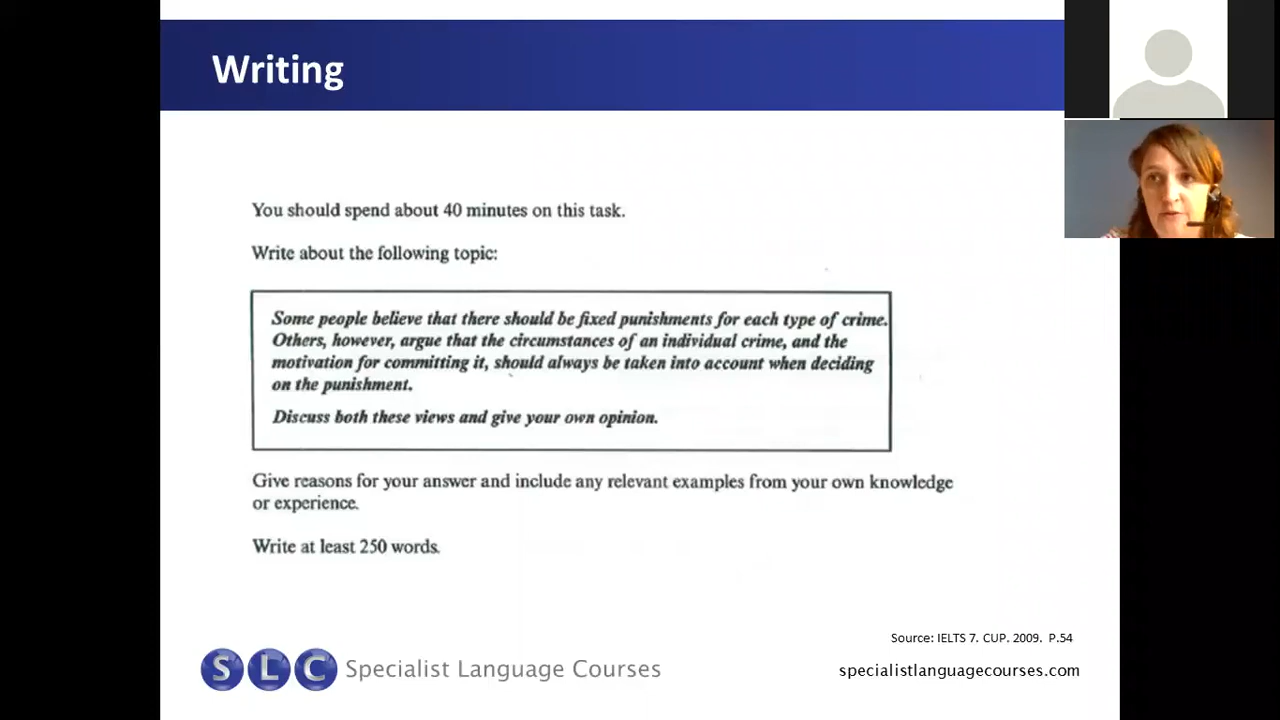 Writing
You should spend about 40 minutes on this task.
Write about the following topic:
Some people believe that there should be fixed punishments for each type of crime.
Others, however, argue that the circumstances of an individual crime, and the
motivation for committing it, should always be taken into account when deciding
on the punishment.
Discuss both these views and give your own opinion.
Give reasons for your answer and include any relevant examples from your own knowledge
or experience.
Write at least 250 words.
Source: IELTS 7. CUP. 2009. P.54
SLC Specialist Language Courses
specialistlanguagecourses.com